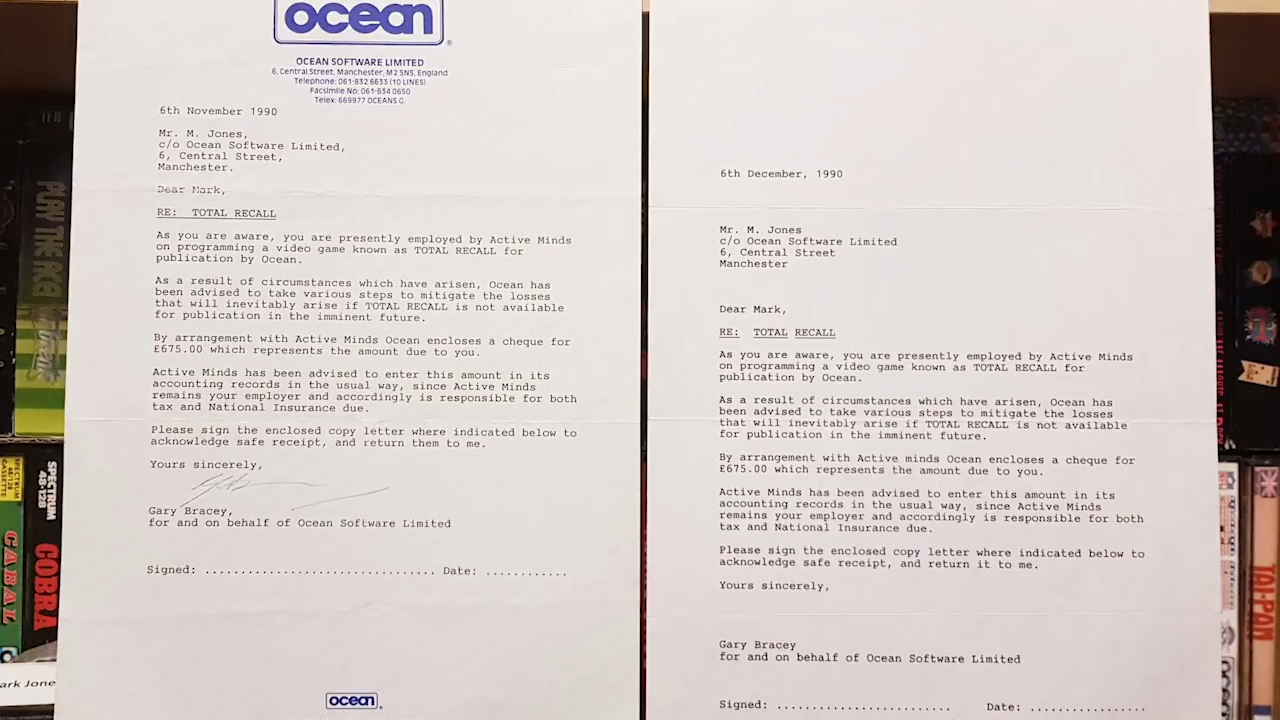 ocean
OCEAN SOFTWARE LIMITED
6, Central Street, Manchester, M2 5NS, England
Telephone: 061-832 6633 (10 LINES)
Facsimile No: 061-834 0650
Telex: 669977 OCEANS G.
6th November 1990
Mr. M. Jones,
c/o Ocean Software Limited,
6, Central Street,
Manchester.
Dear Mark,
RE: TOTAL RECALL
As you are aware, you are presently employed by Active Minds
on programming a video game known as TOTAL RECALL for
publication by Ocean.
As a result of circumstances which have arisen, Ocean has
been advised to take various steps to mitigate the losses
that will inevitably arise if TOTAL RECALL is not available
for publication in the imminent future.
By arrangement with Active Minds Ocean encloses a cheque for
£675.00 which represents the amount due to you.
Active Minds has been advised to enter this amount in its
accounting records in the usual way, since Active Minds
remains your employer and accordingly is responsible for both
tax and National Insurance due.
Please sign the enclosed copy letter where indicated below to
acknowledge safe receipt, and return them to me.
Yours sincerely,
Gary Bracey,
for and on behalf of Ocean Software Limited
Signed: ................................ Date: ............
ocean
6th December, 1990
Mr. M. Jones
c/o Ocean Software Limited
6, Central Street
Manchester
Dear Mark,
RE: TOTAL RECALL
As you are aware, you are presently employed by Active Minds
on programming a video game known as TOTAL RECALL for
publication by Ocean.
As a result of circumstances which have arisen, Ocean has
been advised to take various steps to mitigate the losses
that will inevitably arise if TOTAL RECALL is not available
for publication in the imminent future.
By arrangement with Active minds Ocean encloses a cheque for
£675.00 which represents the amount due to you.
Active Minds has been advised to enter this amount in its
accounting records in the usual way, since Active Minds
remains your employer and accordingly is responsible for both
tax and National Insurance due.
Please sign the enclosed copy letter where indicated below to
acknowledge safe receipt, and return it to me.
Yours sincerely,
Gary Bracey
for and on behalf of Ocean Software Limited
Signed: ........................ Date: ................
SPECTRUM
48/128
CASSETTE
CABAL
SPECTRUM
48-128
COBRA
ark Jone
TAI-PAN